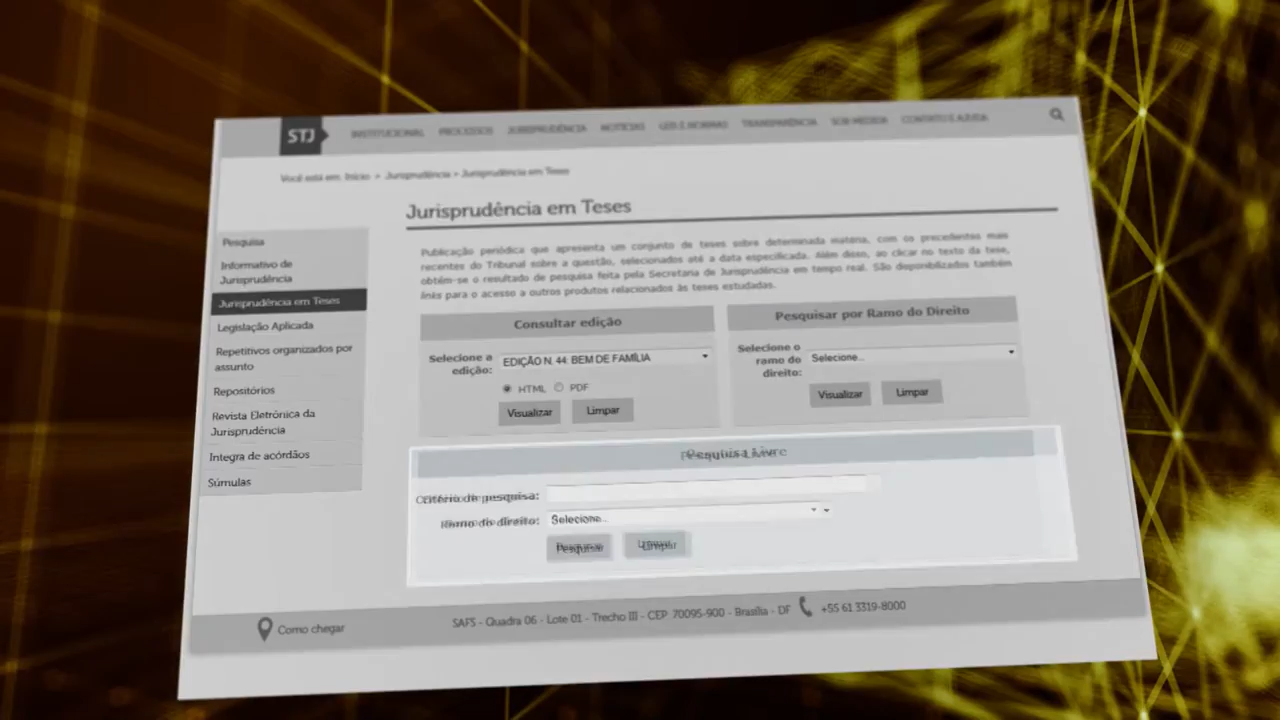 STJ
INSTITUCIONAL PROCESSOS JURISPRUDÊNCIA NOTÍCIAS LEIS E NORMAS TRANSPARÊNCIA SOB MEDIDA CONTATO E AJUDA
Você está em: Início > Jurisprudência > Jurisprudência em Teses
Jurisprudência em Teses
Pesquisa
Informativo de
Jurisprudência
Jurisprudência em Teses
Legislação Aplicada
Repetitivos organizados por
assunto
Repositórios
Revista Eletrônica da
Jurisprudência
Íntegra de acórdãos
Súmulas
Publicação periódica que apresenta um conjunto de teses sobre determinada matéria, com os precedentes mais
recentes do Tribunal sobre a questão, selecionados até a data especificada. Além disso, ao clicar no texto da tese,
obtém-se o resultado de pesquisa feita pela Secretaria de Jurisprudência em tempo real. São disponibilizados também
links para o acesso a outros produtos relacionados às teses estudadas.
Consultar edição
Selecione a
edição:
EDIÇÃO N. 44: BEM DE FAMÍLIA
HTML PDF
Visualizar Limpar
Pesquisar por Ramo do Direito
Selecione o
ramo do
direito:
Selecione...
Visualizar Limpar
Pesquisa Livre
Critério de pesquisa:
Ramo do direito: Selecione...
Pesquisar Limpar
Como chegar
SAFS - Quadra 06 - Lote 01 - Trecho III - CEP 70095-900 - Brasília - DF +55 61 3319-8000